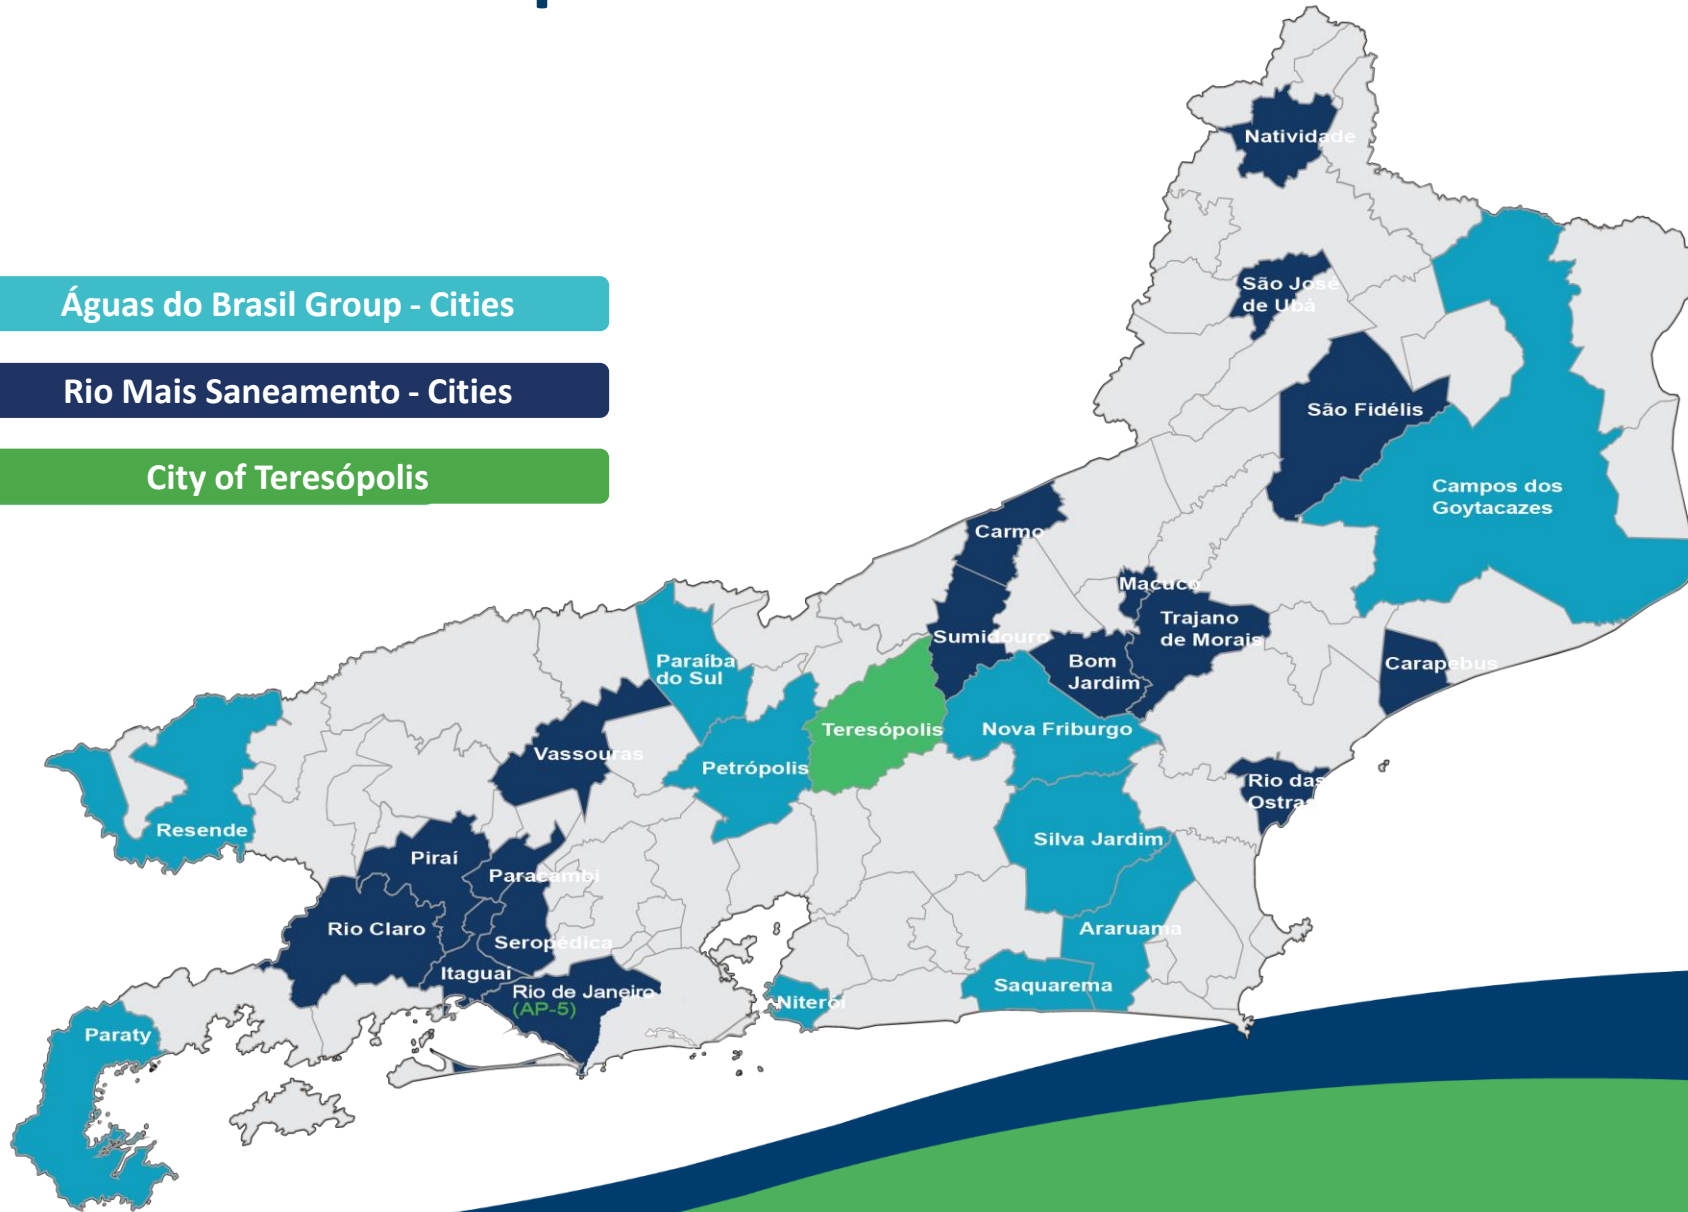 Águas do Brasil Group - Cities
Rio Mais Saneamento - Cities
City of Teresópolis
Natividade
São José
de Ubá
São Fidélis
Campos dos
Goytacazes
Carmo
Macuco
Trajano
de Morais
Sumidouro
Bom
Jardim
Carapebus
Paraíba
do Sul
Teresópolis
Nova Friburgo
Vassouras
Petrópolis
Rio das
Ostras
Resende
Silva Jardim
Piraí
Paracambi
Rio Claro
Seropédica
Araruama
Itaguaí
Rio de Janeiro
(AP-5)
Saquarema
Niterói
Paraty